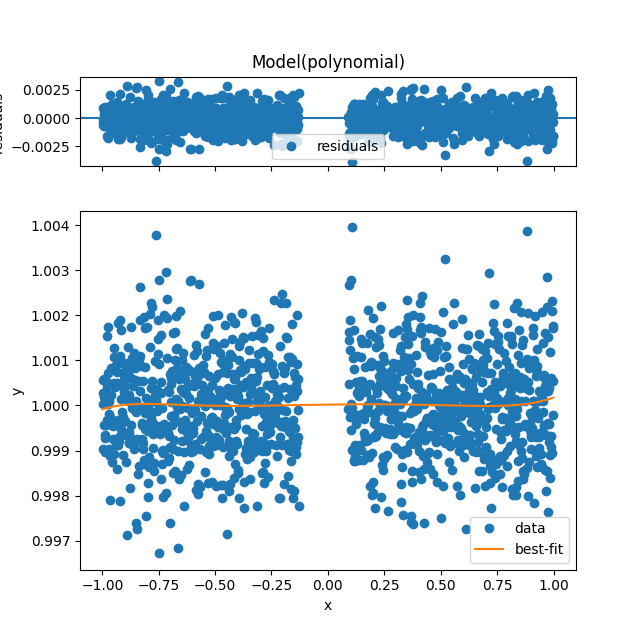 Model(polynomial)
0.0025
0.0000
−0.0025
residuals
residuals
1.004
1.003
1.002
1.001
1.000
0.999
0.998
0.997
y
data
best-fit
−1.00 −0.75 −0.50 −0.25 0.00 0.25 0.50 0.75 1.00
x